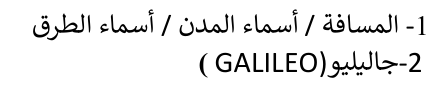 1- المسافة / أسماء المدن / أسماء الطرق
2-جاليليو(GALILEO )